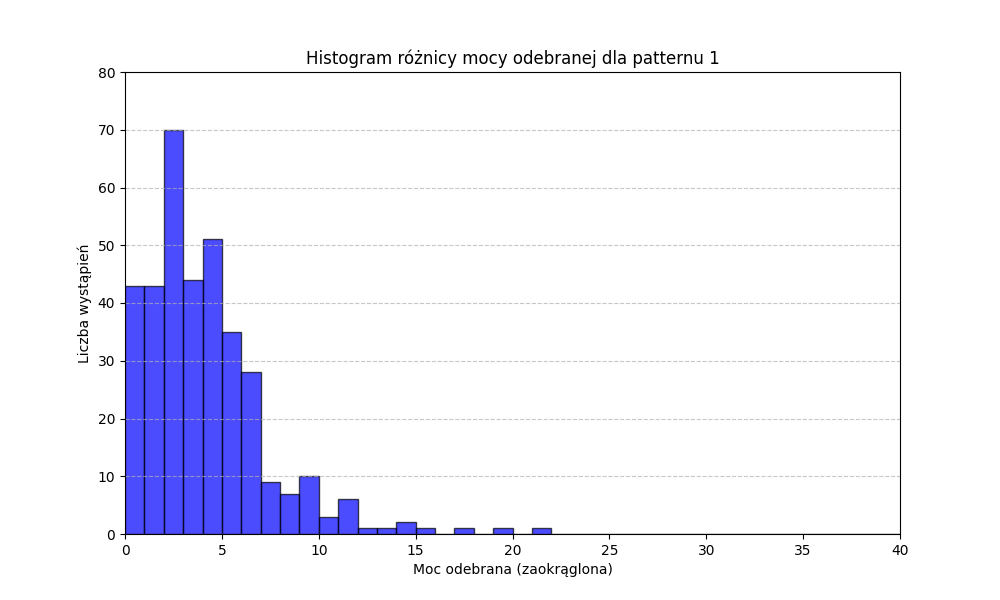 Histogram różnicy mocy odebranej dla patternu 1
80
70
60
50
40
30
20
10
0
Liczba wystąpień
0 5 10 15 20 25 30 35 40
Moc odebrana (zaokrąglona)